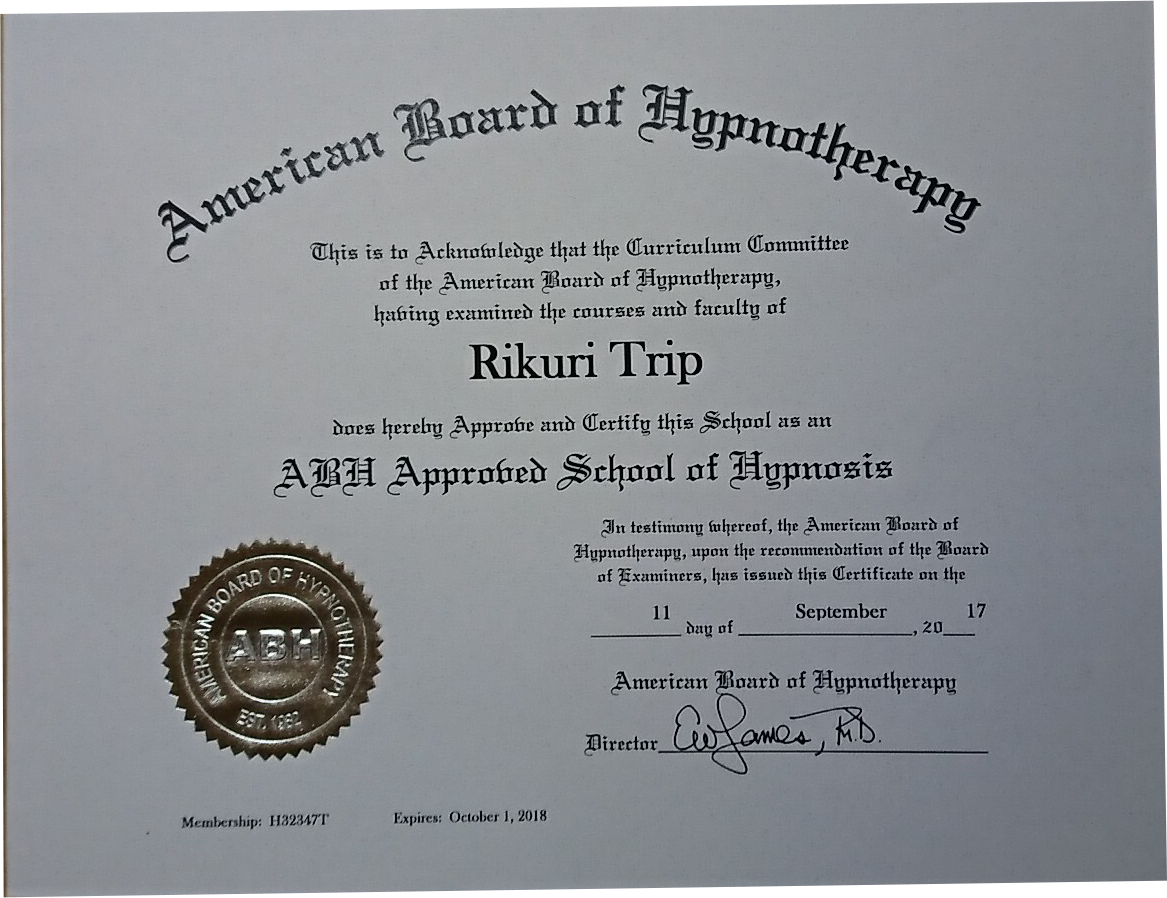 American Board of Hypnotherapy
This is to Acknowledge that the Curriculum Committee
of the American Board of Hypnotherapy,
having examined the courses and faculty of
Rikuri Trip
does hereby Approve and Certify this School as an
ABH Approved School of Hypnosis
In testimony whereof, the American Board of
Hypnotherapy, upon the recommendation of the Board
of Examiners, has issued this Certificate on the
11 day of September, 2017
American Board of Hypnotherapy
Director EW James, Ph.D.
AMERICAN BOARD OF HYPNOTHERAPY
ABH
EST. 1982
Membership: H32347T Expires: October 1, 2018